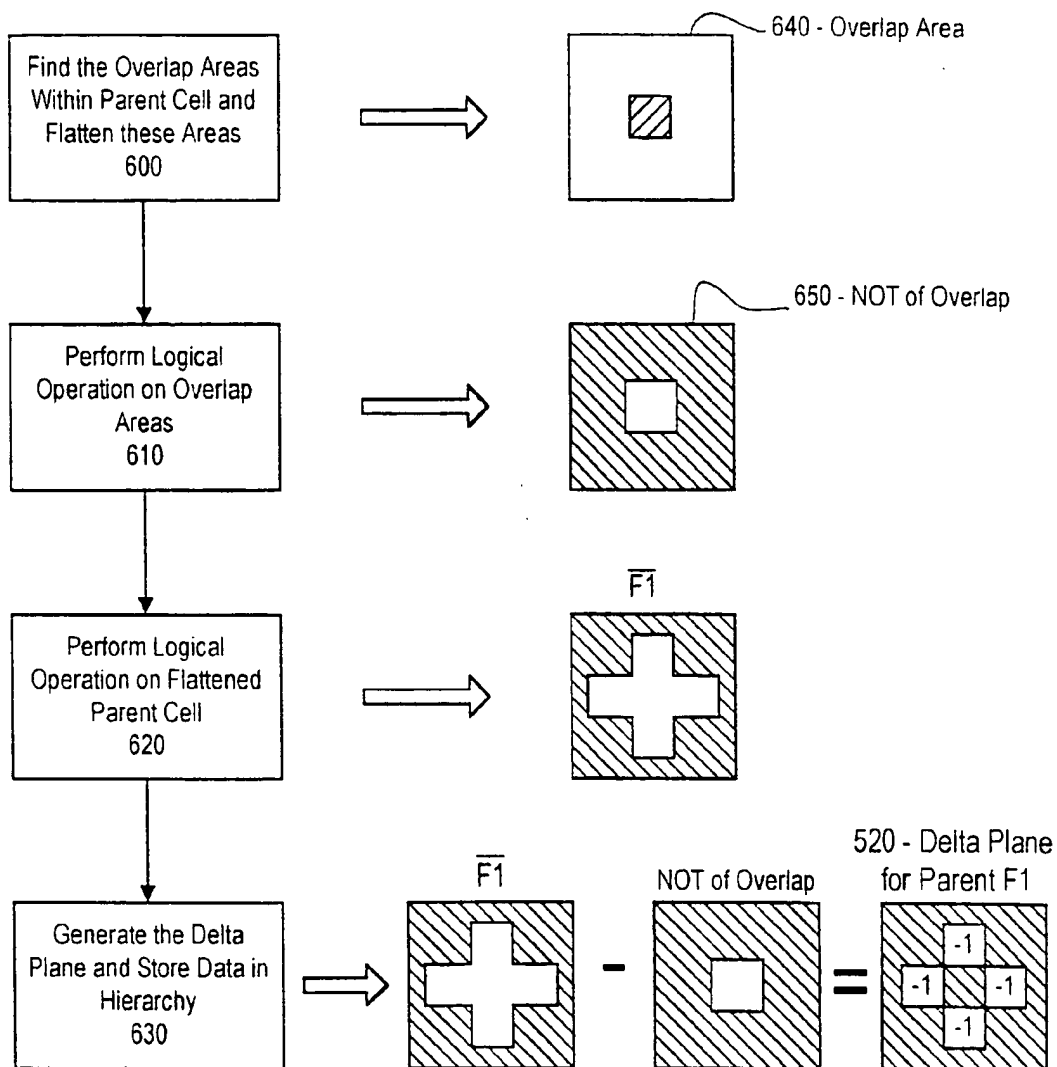 Find the Overlap Areas
Within Parent Cell and
Flatten these Areas
600
640 - Overlap Area
Perform Logical
Operation on Overlap
Areas
610
650 - NOT of Overlap
Perform Logical
Operation on Flattened
Parent Cell
620
F1
Generate the Delta
Plane and Store Data in
Hierarchy
630
F1
-
NOT of Overlap
=
520 - Delta Plane
for Parent F1
-1
-1 -1
-1